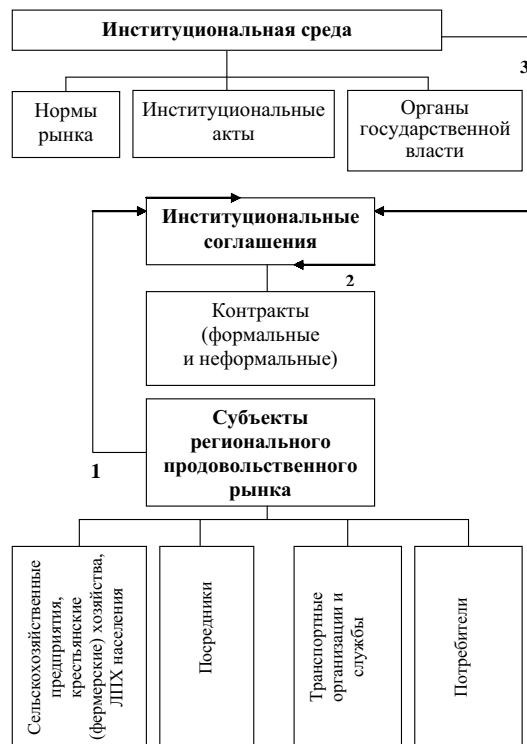 Институциональная среда
3
Нормы
рынка
Институциональные
акты
Органы
государственной
власти
Институциональные
соглашения
2
Контракты
(формальные
и неформальные)
Субъекты
регионального
продовольственного
рынка
1
Сельскохозяйственные
предприятия,
крестьянские
(фермерские) хозяйства,
ЛПХ населения
Посредники
Транспортные
организации и
службы
Потребители